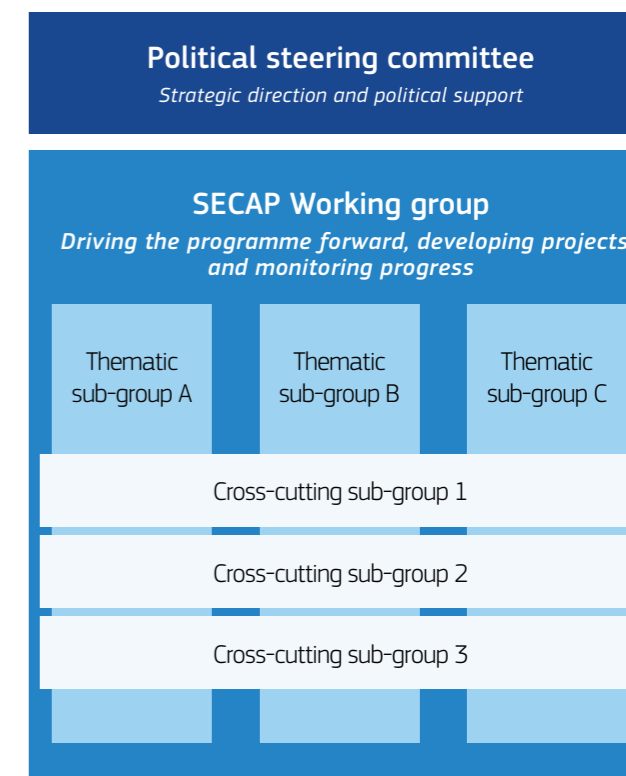 Political steering committee
Strategic direction and political support
SECAP Working group
Driving the programme forward, developing projects
and monitoring progress
Thematic
sub-group A
Thematic
sub-group B
Thematic
sub-group C
Cross-cutting sub-group 1
Cross-cutting sub-group 2
Cross-cutting sub-group 3